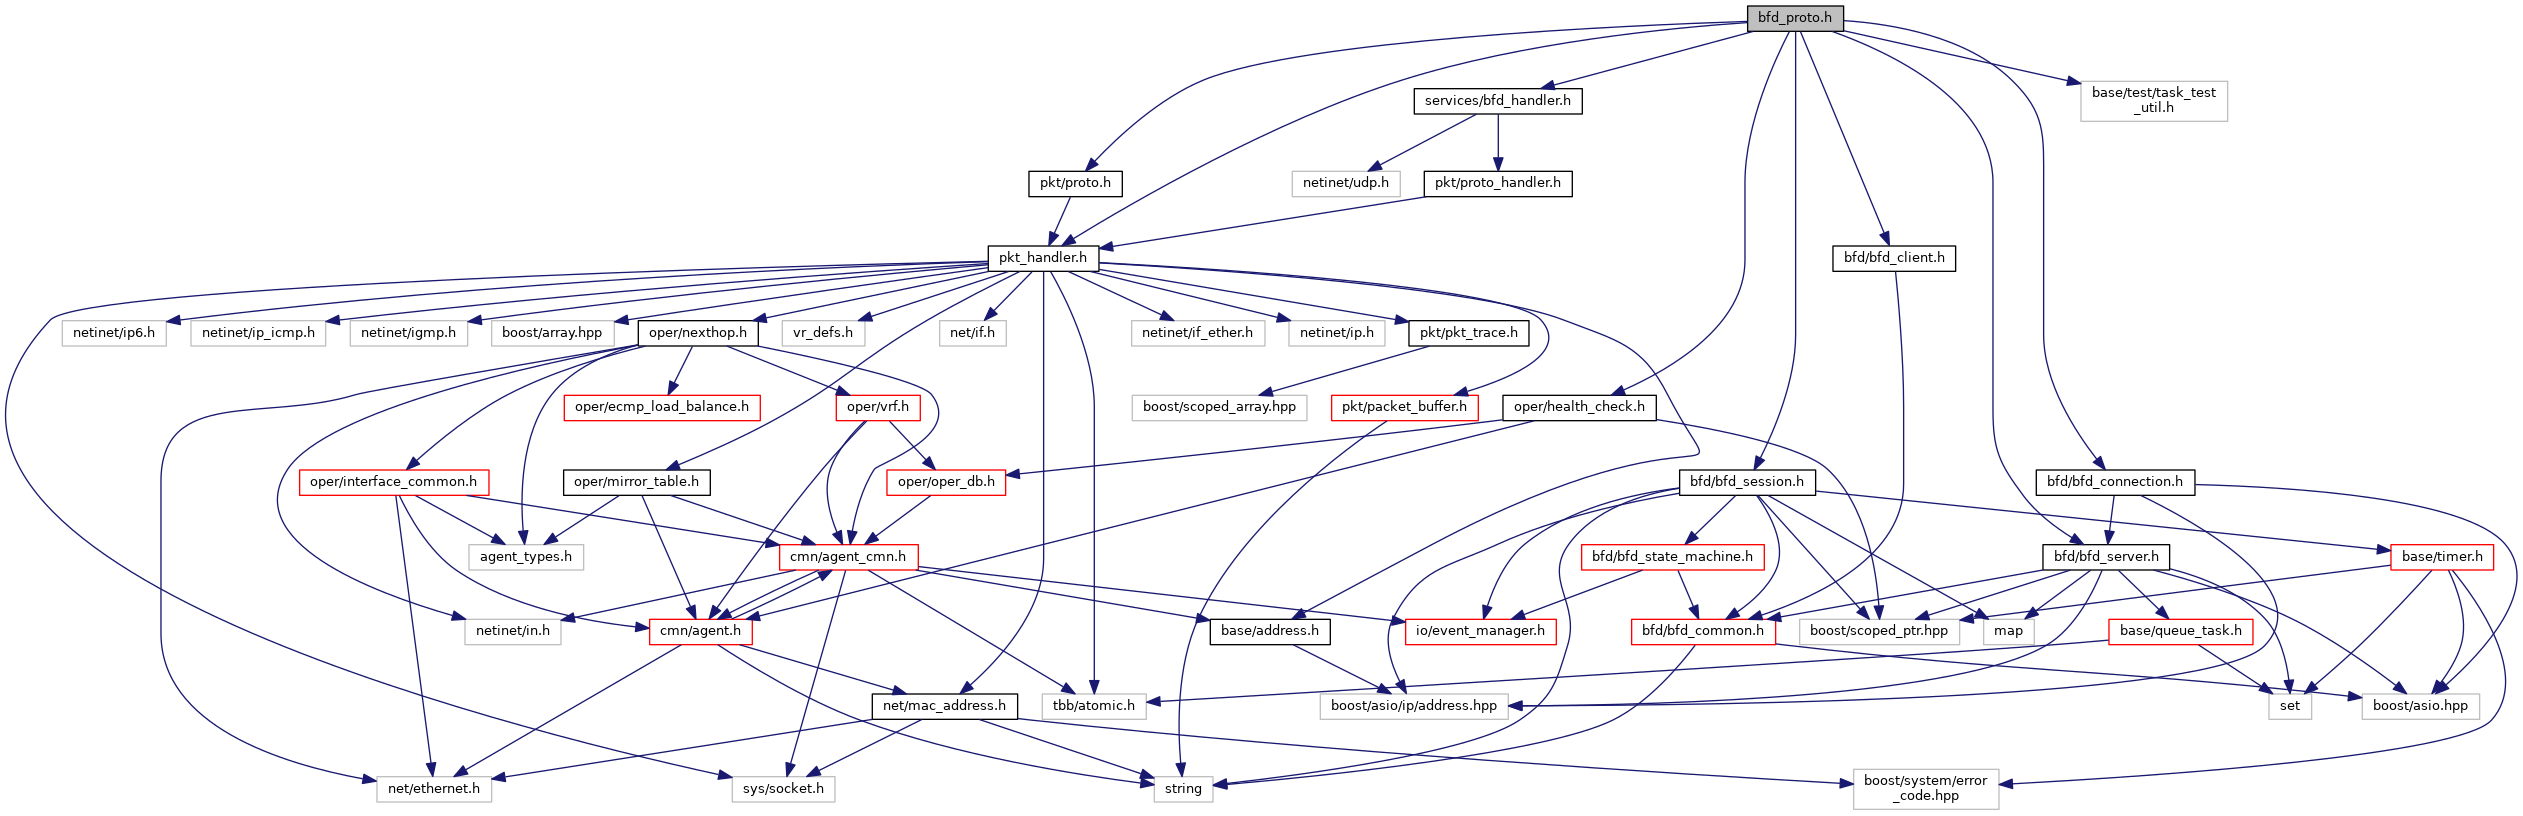 bfd_proto.h
services/bfd_handler.h
base/test/task_test
_util.h
pkt/proto.h
netinet/udp.h
pkt/proto_handler.h
pkt_handler.h
bfd/bfd_client.h
netinet/ip6.h
netinet/ip_icmp.h
netinet/igmp.h
boost/array.hpp
oper/nexthop.h
vr_defs.h
net/if.h
netinet/if_ether.h
netinet/ip.h
pkt/pkt_trace.h
oper/ecmp_load_balance.h
oper/vrf.h
boost/scoped_array.hpp
pkt/packet_buffer.h
oper/health_check.h
oper/interface_common.h
oper/mirror_table.h
oper/oper_db.h
bfd/bfd_session.h
bfd/bfd_connection.h
agent_types.h
cmn/agent_cmn.h
bfd/bfd_state_machine.h
bfd/bfd_server.h
base/timer.h
netinet/in.h
cmn/agent.h
base/address.h
io/event_manager.h
bfd/bfd_common.h
boost/scoped_ptr.hpp
map
base/queue_task.h
net/mac_address.h
tbb/atomic.h
boost/asio/ip/address.hpp
set
boost/asio.hpp
net/ethernet.h
sys/socket.h
string
boost/system/error
_code.hpp